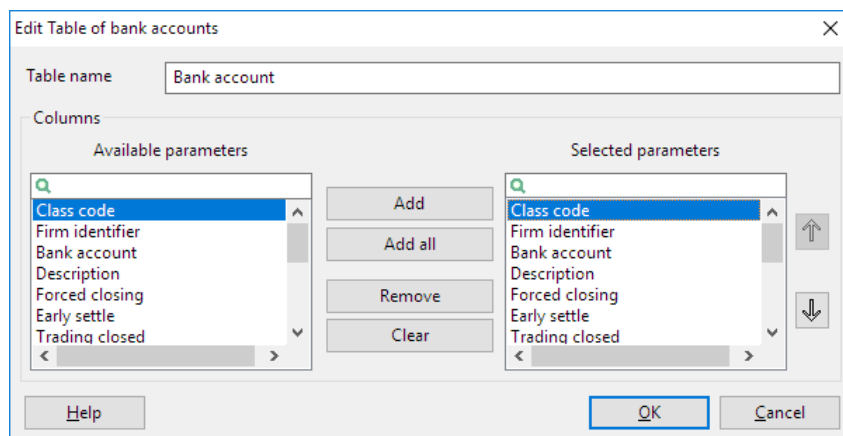 Edit Table of bank accounts
Table name
Bank account
Columns
Available parameters
Selected parameters
Class code
Firm identifier
Bank account
Description
Forced closing
Early settle
Trading closed
Add
Add all
Remove
Clear
Class code
Firm identifier
Bank account
Description
Forced closing
Early settle
Trading closed
Help
OK
Cancel